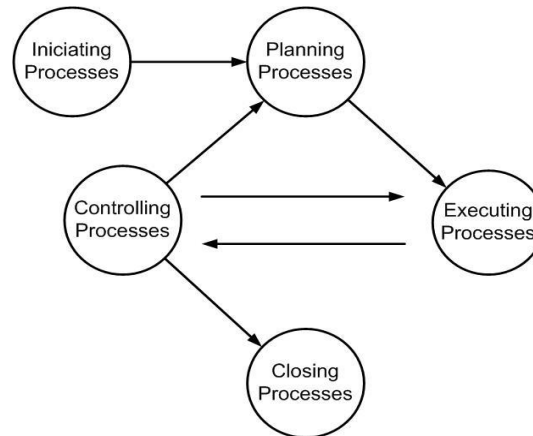 Iniciating
Processes
Planning
Processes
Controlling
Processes
Executing
Processes
Closing
Processes